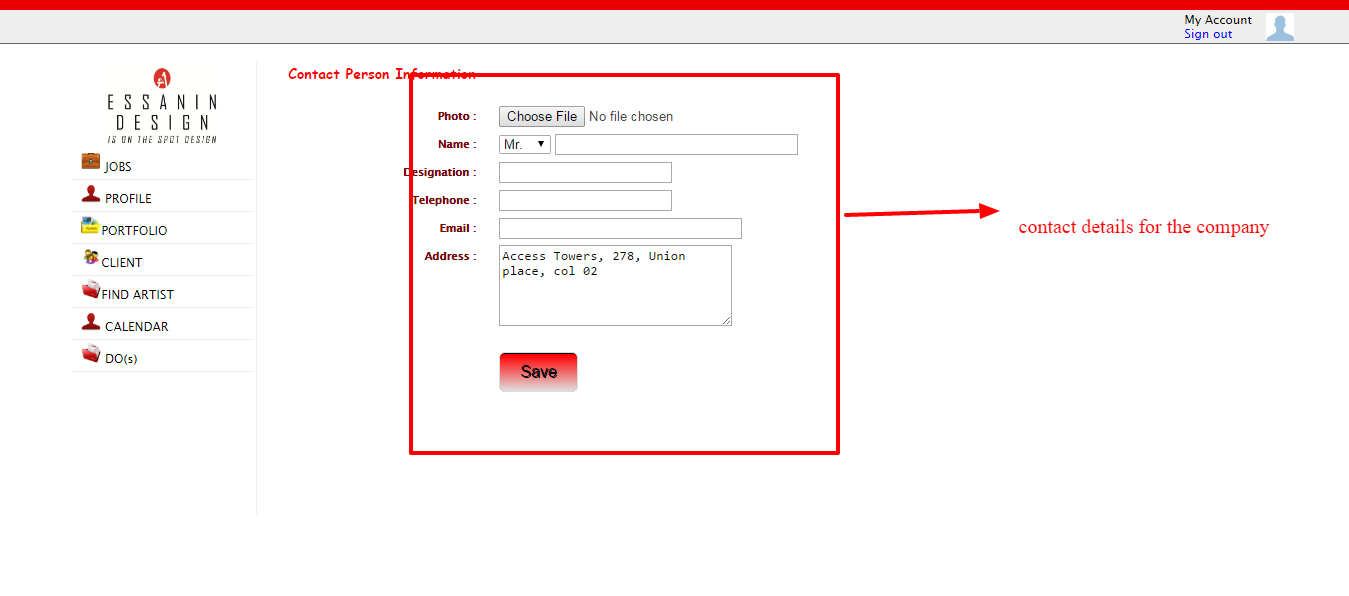 My Account
Sign out
ESSANIN
DESIGN
IS ON THE SPOT DESIGN
JOBS
PROFILE
PORTFOLIO
CLIENT
FIND ARTIST
CALENDAR
DO(s)
Contact Person Information
Photo : Choose File No file chosen
Name : Mr.
Designation :
Telephone :
Email :
Address : Access Towers, 278, Union
place, col 02
Save
contact details for the company